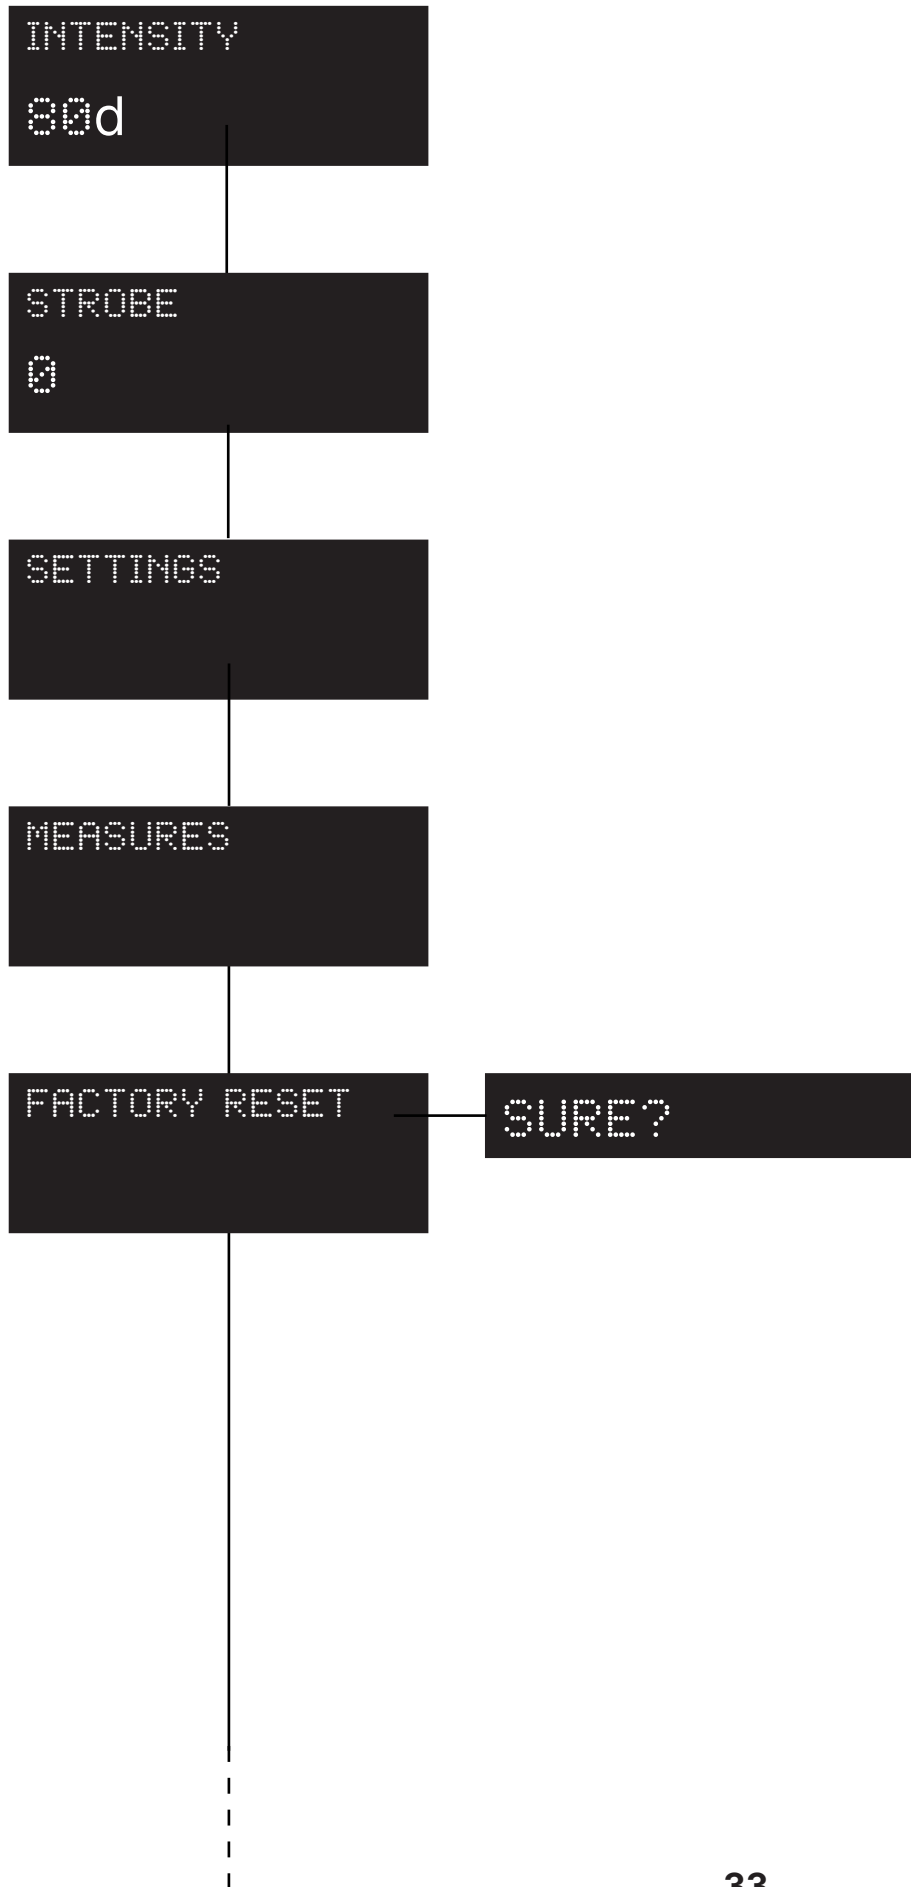 INTENSITY
80d
STROBE
0
SETTINGS
MEASURES
FACTORY RESET
SURE?
33